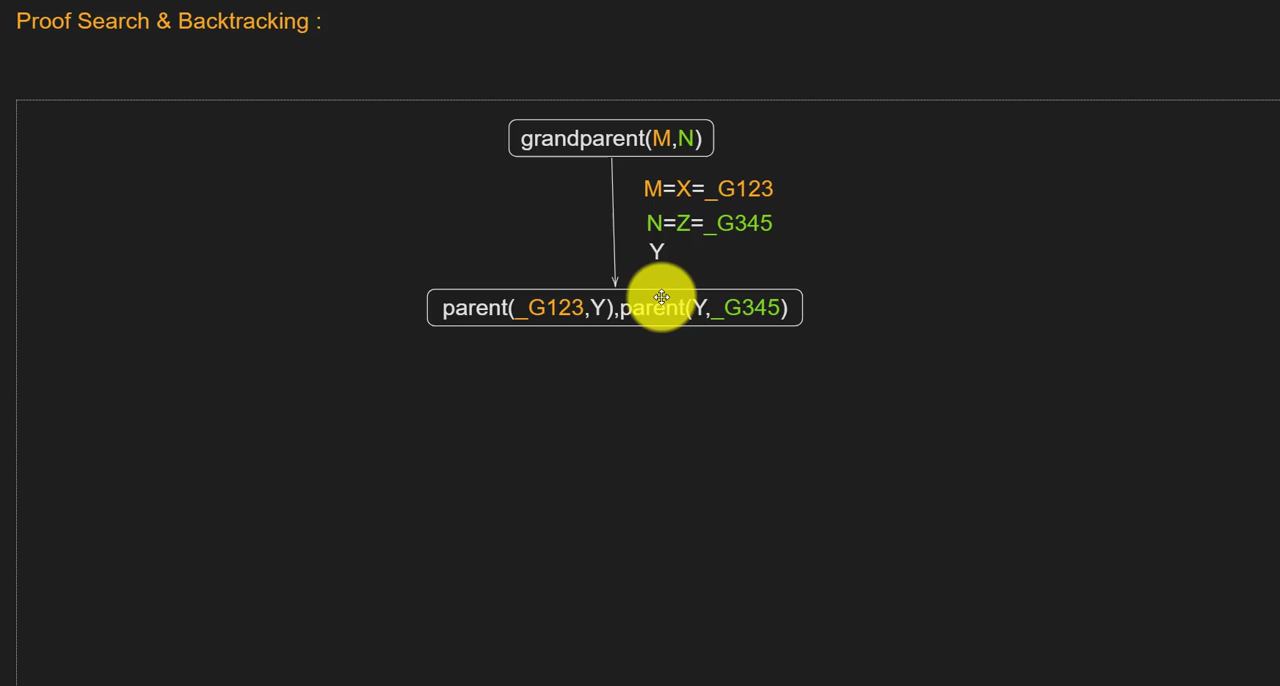 Proof Search & Backtracking :
grandparent(M,N)
M=X=_G123
N=Z=_G345
Y
parent(_G123,Y),parent(Y,_G345)